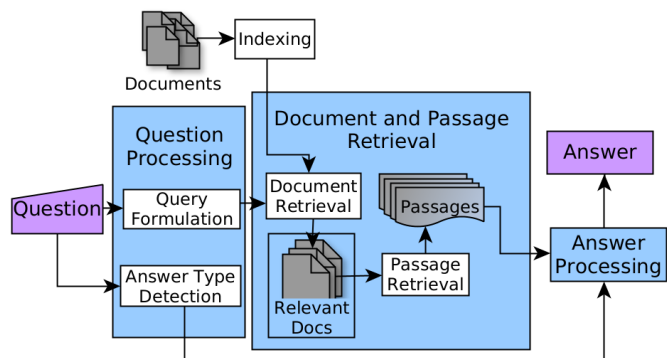 Indexing
Documents
Question
Processing
Document and Passage
Retrieval
Answer
Question
Query
Formulation
Document
Retrieval
Passages
Answer
Processing
Answer Type
Detection
Passage
Retrieval
Relevant
Docs